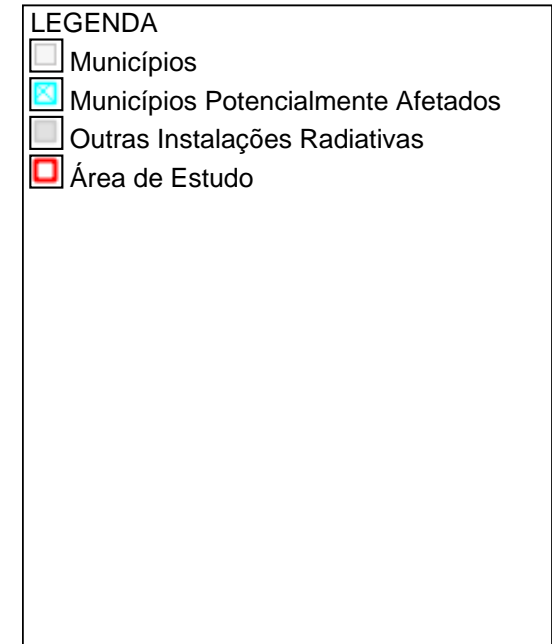 LEGENDA
Municípios
Municípios Potencialmente Afetados
Outras Instalações Radiativas
Área de Estudo